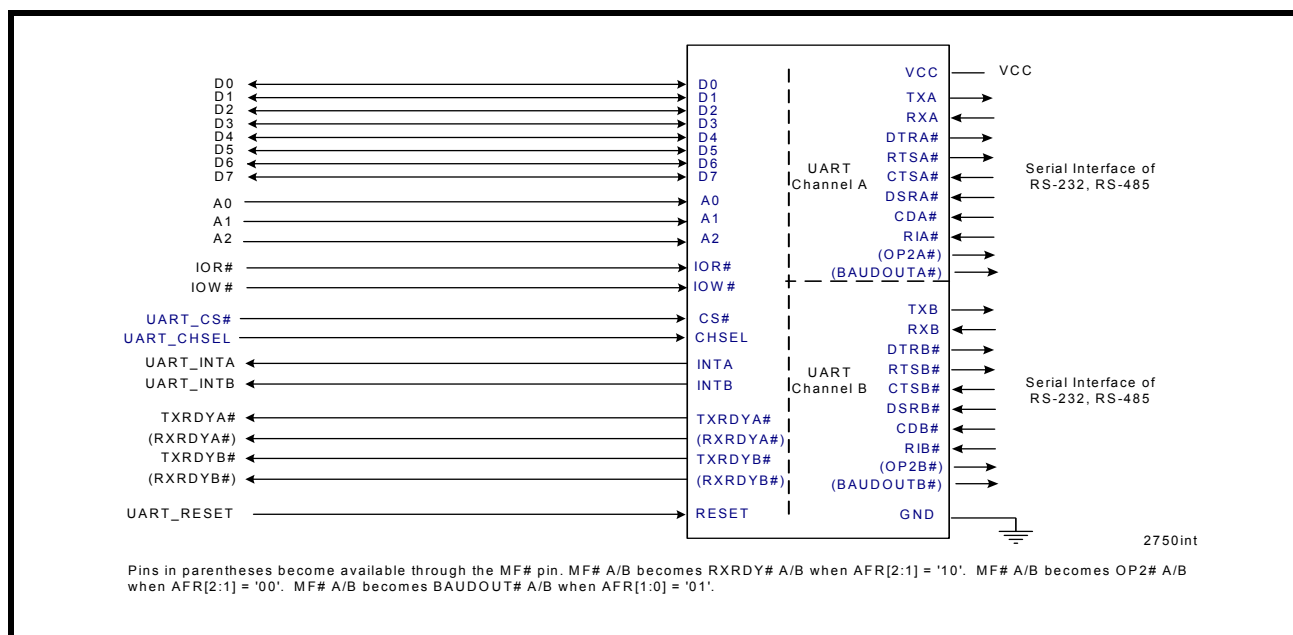 D0
D1
D2
D3
D4
D5
D6
D7
A0
A1
A2
IOR#
IOW#
UART_CS#
UART_CHSEL
UART_INTA
UART_INTB
TXRDYA#
(RXRDYA#)
TXRDYB#
(RXRDYB#)
UART_RESET
D0
D1
D2
D3
D4
D5
D6
D7
A0
A1
A2
IOR#
IOW#
CS#
CHSEL
INTA
INTB
TXRDYA#
(RXRDYA#)
TXRDYB#
(RXRDYB#)
RESET
UART
Channel A
UART
Channel B
VCC
TXA
RXA
DTRA#
RTSA#
CTSA#
DSRA#
CDA#
RIA#
(OP2A#)
(BAUDOUTA#)
TXB
RXB
DTRB#
RTSB#
CTSB#
DSRB#
CDB#
RIB#
(OP2B#)
(BAUDOUTB#)
GND
VCC
Serial Interface of
RS-232, RS-485
Serial Interface of
RS-232, RS-485
2750int
Pins in parentheses become available through the MF# pin. MF# A/B becomes RXRDY# A/B when AFR[2:1] = '10'. MF# A/B becomes OP2# A/B
when AFR[2:1] = '00'. MF# A/B becomes BAUDOUT# A/B when AFR[1:0] = '01'.